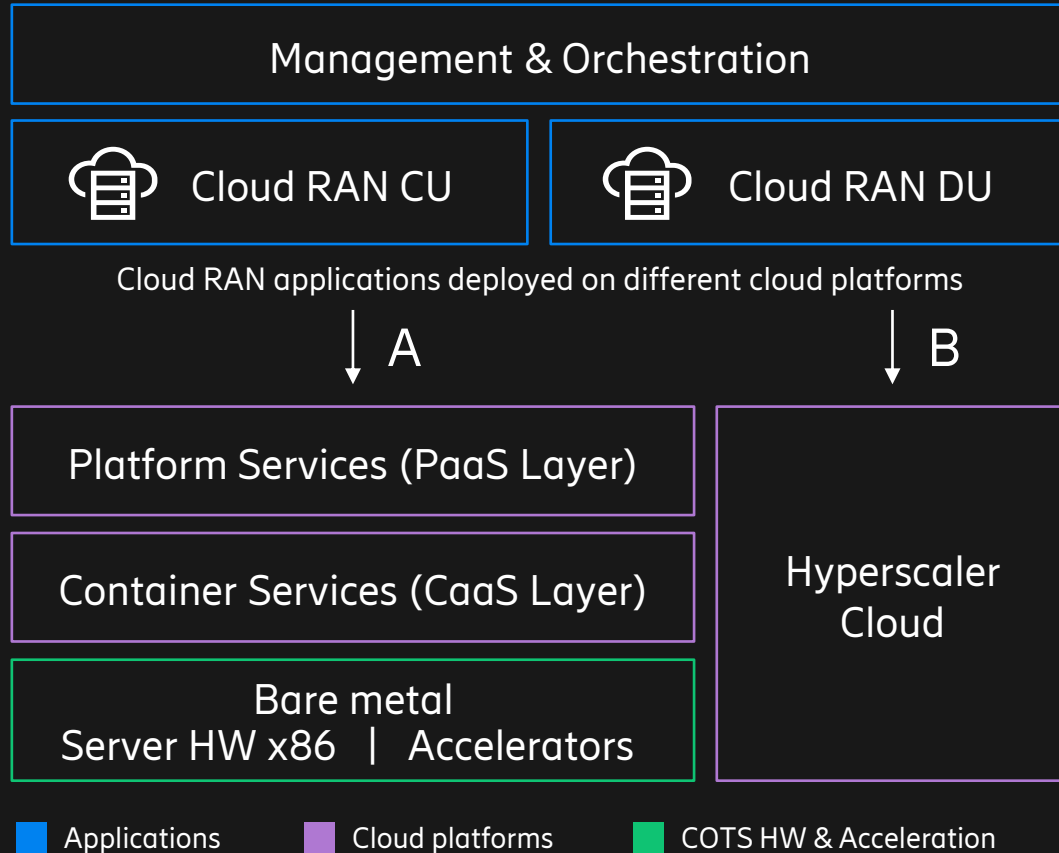 Management & Orchestration
Cloud RAN CU
Cloud RAN DU
Cloud RAN applications deployed on different cloud platforms
A
B
Platform Services (PaaS Layer)
Container Services (CaaS Layer)
Bare metal
Server HW x86 | Accelerators
Hyperscaler
Cloud
Applications
Cloud platforms
COTS HW & Acceleration